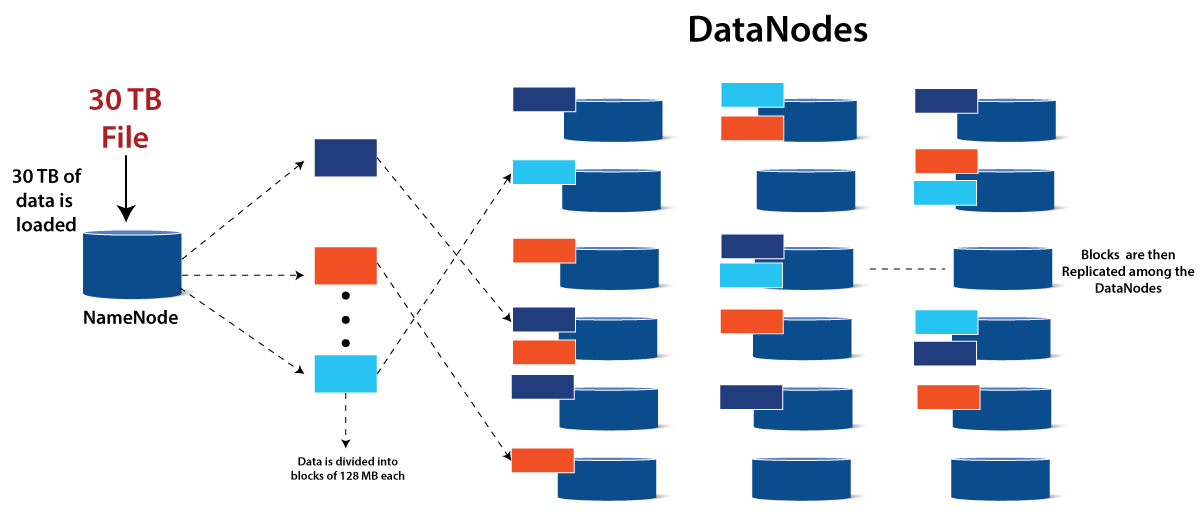 DataNodes
30 TB
File
30 TB of
data is
loaded
NameNode
Data is divided into
blocks of 128 MB each
Blocks are then
Replicated among the
DataNodes